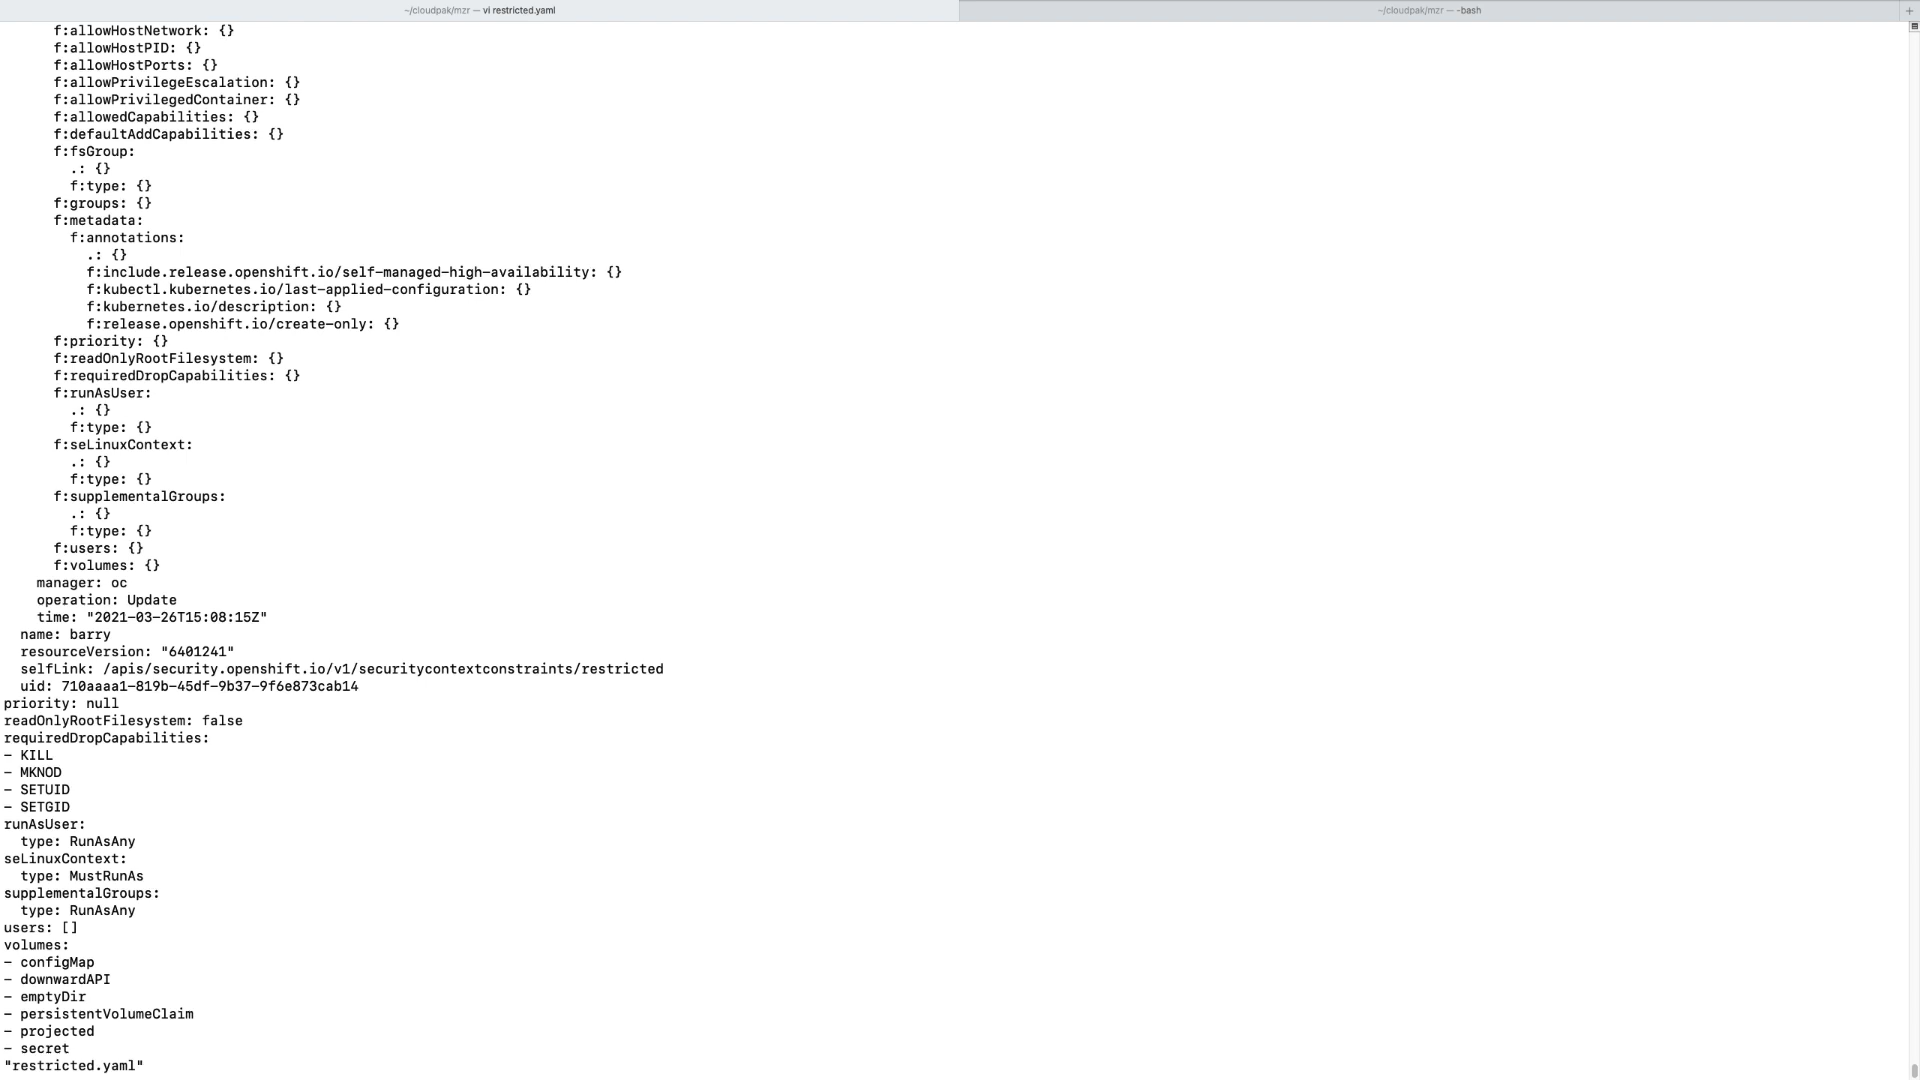 ~/cloudpak/mzr — vi restricted.yaml
~/cloudpak/mzr — -bash
+
f:allowHostNetwork: {}
f:allowHostPID: {}
f:allowHostPorts: {}
f:allowPrivilegeEscalation: {}
f:allowPrivilegedContainer: {}
f:allowedCapabilities: {}
f:defaultAddCapabilities: {}
f:fsGroup:
.: {}
f:type: {}
f:groups: {}
f:metadata:
f:annotations:
.: {}
f:include.release.openshift.io/self-managed-high-availability: {}
f:kubectl.kubernetes.io/last-applied-configuration: {}
f:kubernetes.io/description: {}
f:release.openshift.io/create-only: {}
f:priority: {}
f:readOnlyRootFilesystem: {}
f:requiredDropCapabilities: {}
f:runAsUser:
.: {}
f:type: {}
f:seLinuxContext:
.: {}
f:type: {}
f:supplementalGroups:
.: {}
f:type: {}
f:users: {}
f:volumes: {}
manager: oc
operation: Update
time: "2021-03-26T15:08:15Z"
name: barry
resourceVersion: "6401241"
selfLink: /apis/security.openshift.io/v1/securitycontextconstraints/restricted
uid: 710aaaa1-819b-45df-9b37-9f6e873cab14
priority: null
readOnlyRootFilesystem: false
requiredDropCapabilities:
- KILL
- MKNOD
- SETUID
- SETGID
runAsUser:
type: RunAsAny
seLinuxContext:
type: MustRunAs
supplementalGroups:
type: RunAsAny
users: []
volumes:
- configMap
- downwardAPI
- emptyDir
- persistentVolumeClaim
- projected
- secret
"restricted.yaml"